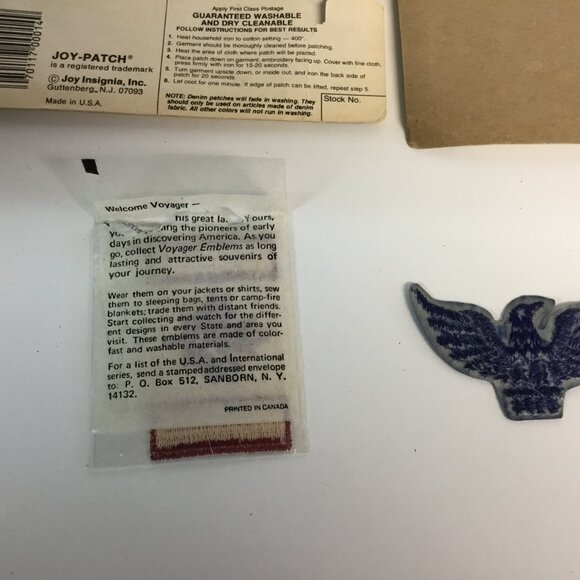 Apply First Class Postage
GUARANTEED WASHABLE
AND DRY CLEANABLE
FOLLOW INSTRUCTIONS FOR BEST RESULTS
1. Heat household iron to cotton setting — 400°.
2. Garment should be thoroughly cleaned before patching.
3. Heat the area of cloth where patch will be placed.
4. Place patch down on garment, embroidery facing up. Cover with fine cloth,
press firmly with iron for 15-20 seconds.
5. Turn garment upside down, or inside out, and iron the back side of
patch for 20 seconds.
6. Let cool for one minute. If edge of patch can be lifted, repeat step 5.
NOTE: Denim patches will fade in washing. They
should only be used on articles made of denim
fabric. All other colors will not run in washing.
Stock No.
JOY-PATCH®
is a registered trademark
© Joy Insignia, Inc.
Guttenberg, N.J. 07093
Made in U.S.A.
Welcome Voyager —
his great la ours,
ng the pioneers of early
days in discovering America. As you
go, collect Voyager Emblems as long
lasting and attractive souvenirs of
your journey.
Wear them on your jackets or shirts, sew
them to sleeping bags, tents or camp-fire
blankets; trade them with distant friends.
Start collecting and watch for the differ-
ent designs in every State and area you
visit. These emblems are made of color-
fast and washable materials.
For a list of the U.S.A. and International
series, send a stamped addressed envelope
to: P. O. Box 512, SANBORN, N. Y.
14132.
PRINTED IN CANADA